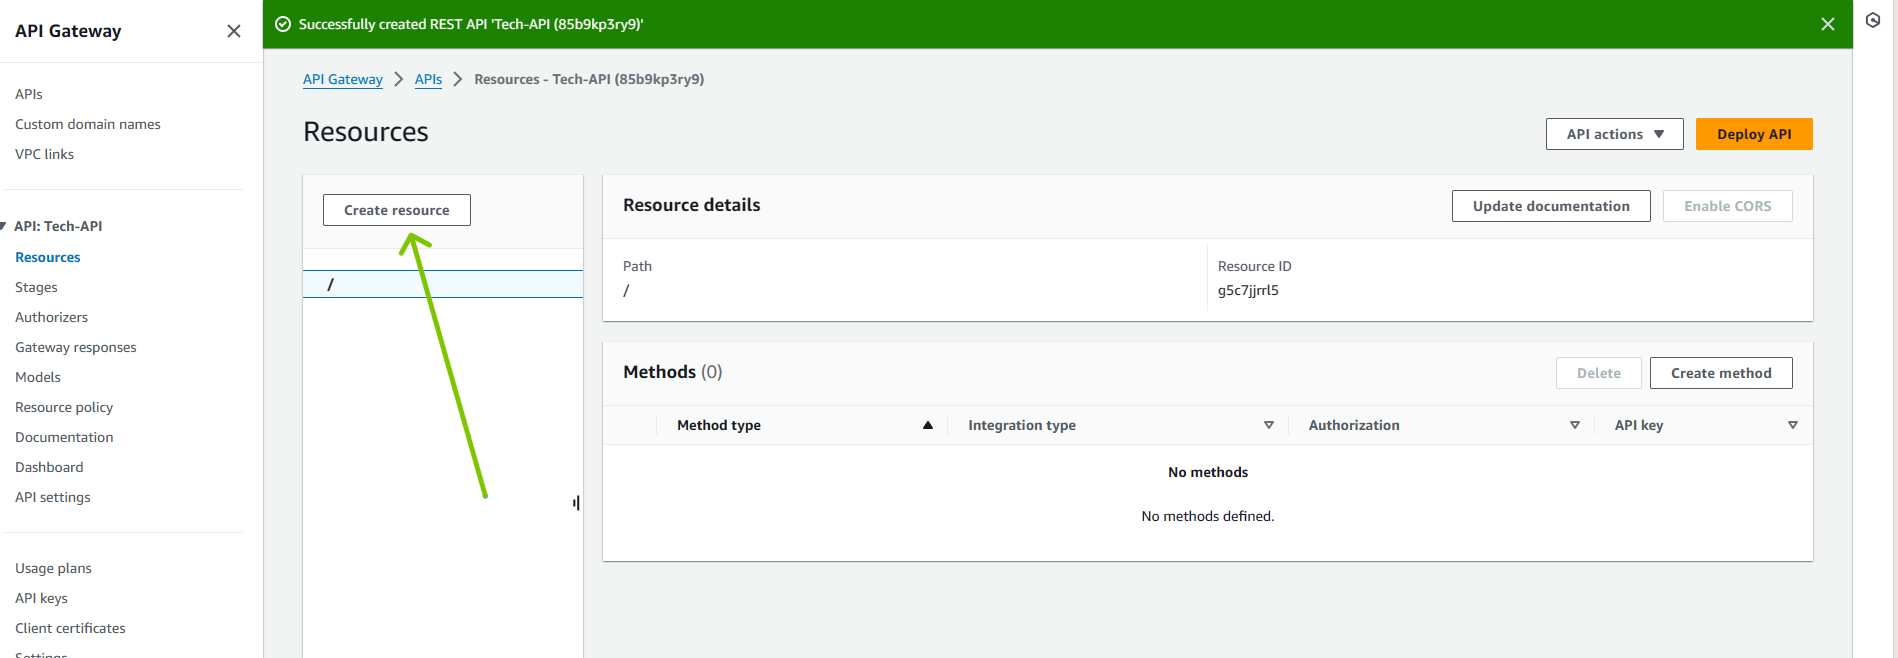 API Gateway
APIs
Custom domain names
VPC links
API: Tech-API
Resources
Stages
Authorizers
Gateway responses
Models
Resource policy
Documentation
Dashboard
API settings
Usage plans
API keys
Client certificates
Settings
Successfully created REST API 'Tech-API (85b9kp3ry9)'
API Gateway > APIs > Resources - Tech-API (85b9kp3ry9)
Resources
API actions
Deploy API
Create resource
/
Resource details
Update documentation
Enable CORS
Path
/
Resource ID
g5c7jjrrl5
Methods (0)
Delete
Create method
Method type Integration type Authorization API key
No methods
No methods defined.